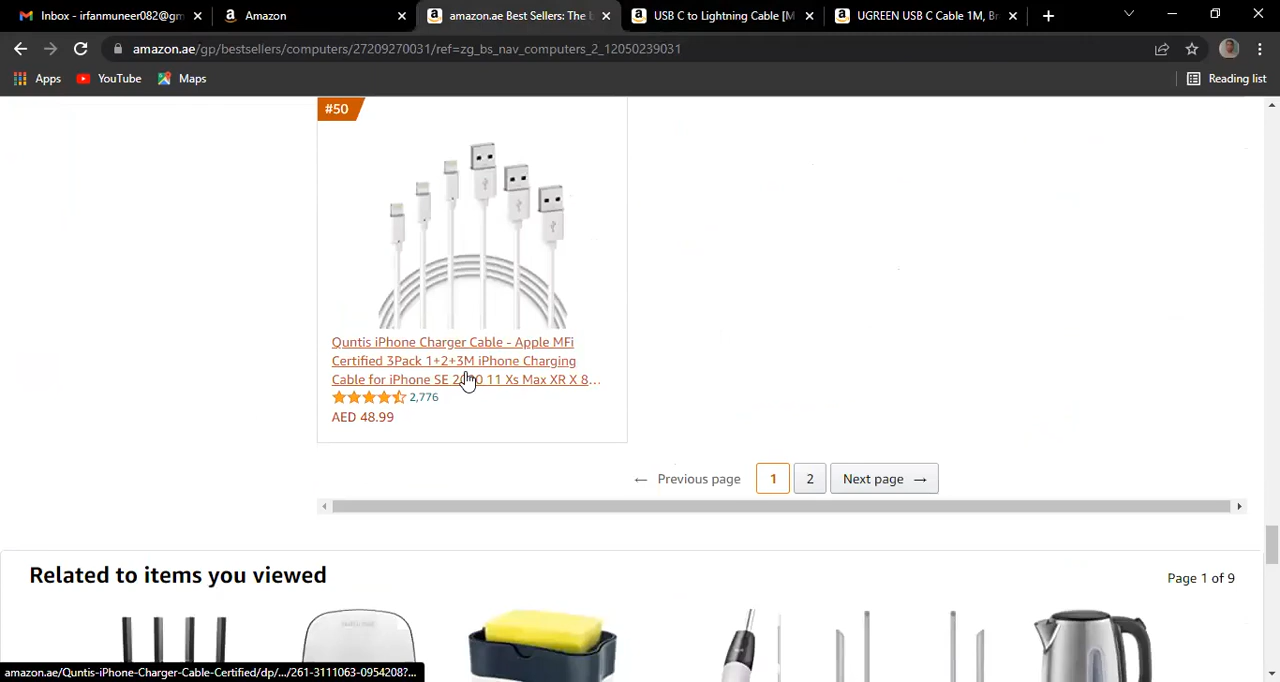 Inbox - irfanmuneer082@gm
Amazon
amazon.ae Best Sellers: The b
USB C to Lightning Cable [M
UGREEN USB C Cable 1M, Br
amazon.ae/gp/bestsellers/computers/27209270031/ref=zg_bs_nav_computers_2_12050239031
Apps
YouTube
Maps
Reading list
#50
Quntis iPhone Charger Cable - Apple MFi
Certified 3Pack 1+2+3M iPhone Charging
Cable for iPhone SE 2020 11 Xs Max XR X 8...
2,776
AED 48.99
← Previous page
1
2
Next page →
Related to items you viewed
Page 1 of 9
amazon.ae/Quntis-iPhone-Charger-Cable-Certified/dp/.../261-3111063-0954208?...